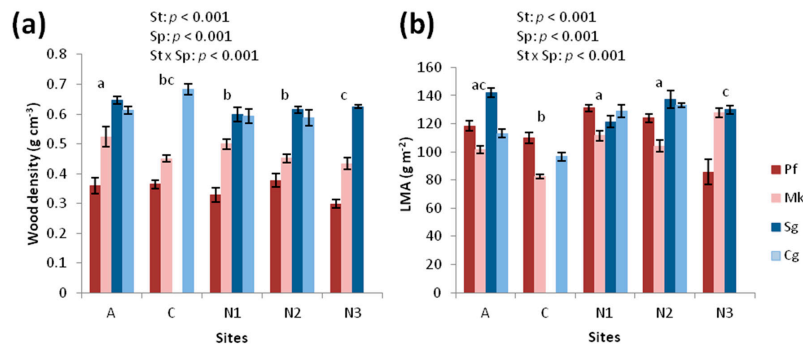 (a)
St: p < 0.001
Sp: p < 0.001
St x Sp: p < 0.001
Wood density (g cm⁻³)
0.8
0.7
0.6
0.5
0.4
0.3
0.2
0.1
0
a
bc
b
b
c
A C N1 N2 N3
Sites
(b)
St: p < 0.001
Sp: p < 0.001
St x Sp: p < 0.001
LMA (g m⁻²)
160
140
120
100
80
60
40
20
0
ac
b
a
a
c
A C N1 N2 N3
Sites
Pf
Mk
Sg
Cg